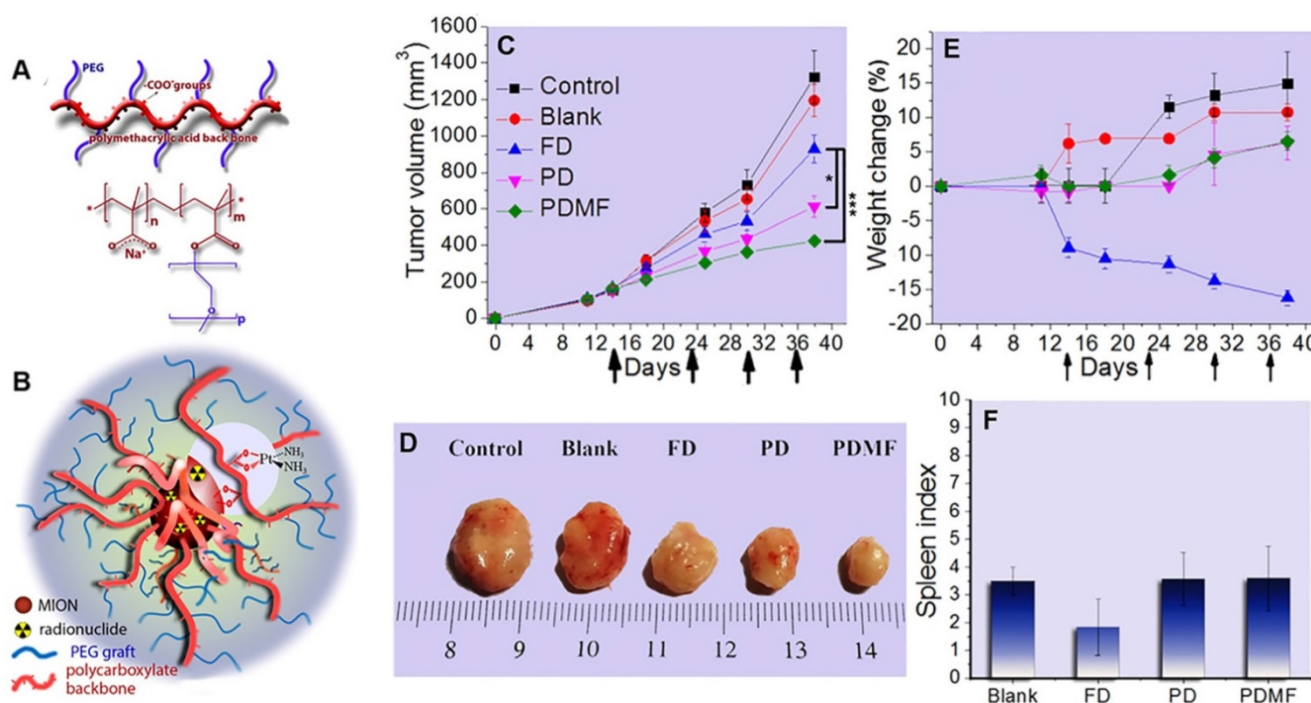 A
PEG
-COO⁻groups
polymethacrylic acid back bone
* n m *
O O
Na⁺
O O
O
p
B
O
Pt NH₃
O NH₃
MION
radionuclide
PEG graft
polycarboxylate
backbone
C
Tumor volume (mm³)
1600
1400
1200
1000
800
600
400
200
0
Control
Blank
FD
PD
PDMF
*
***
0 4 8 12 16 20 24 28 32 36 40
Days
D
Control Blank FD PD PDMF
8 9 10 11 12 13 14
E
Weight change (%)
20
15
10
5
0
-5
-10
-15
-20
0 4 8 12 16 20 24 28 32 36 40
Days
F
Spleen index
10
9
8
7
6
5
4
3
2
1
0
Blank FD PD PDMF